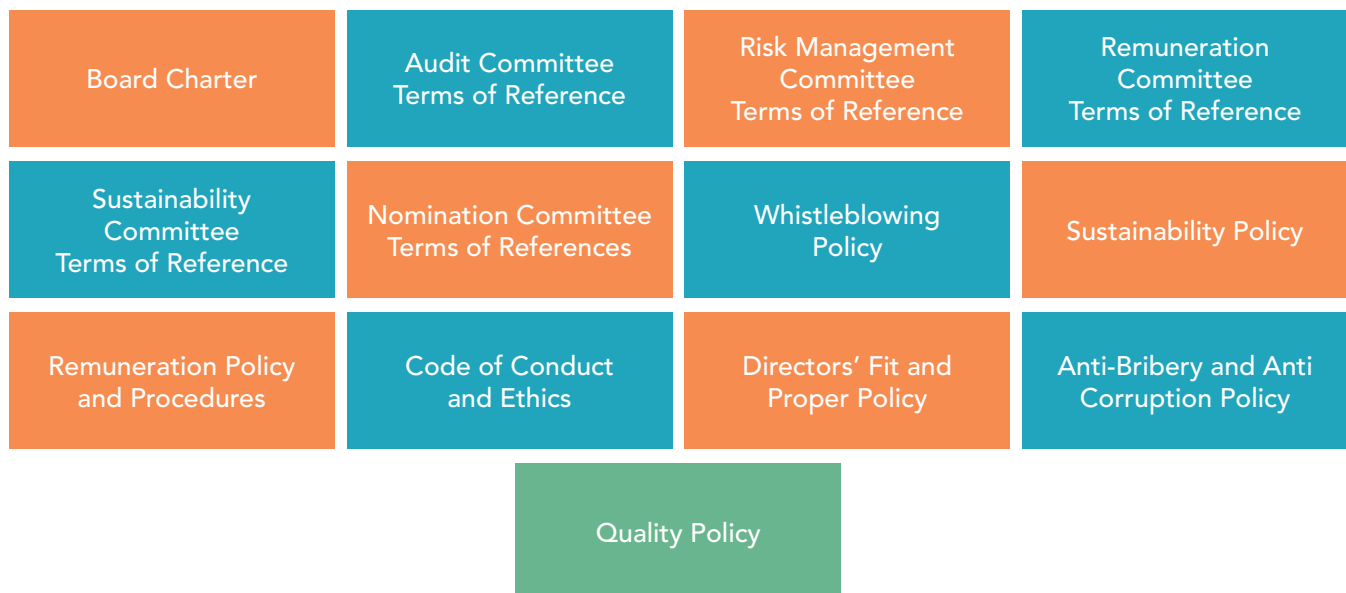 Board Charter
Audit Committee
Terms of Reference
Risk Management
Committee
Terms of Reference
Remuneration
Committee
Terms of Reference
Sustainability
Committee
Terms of Reference
Nomination Committee
Terms of References
Whistleblowing
Policy
Sustainability Policy
Remuneration Policy
and Procedures
Code of Conduct
and Ethics
Directors’ Fit and
Proper Policy
Anti-Bribery and Anti
Corruption Policy
Quality Policy